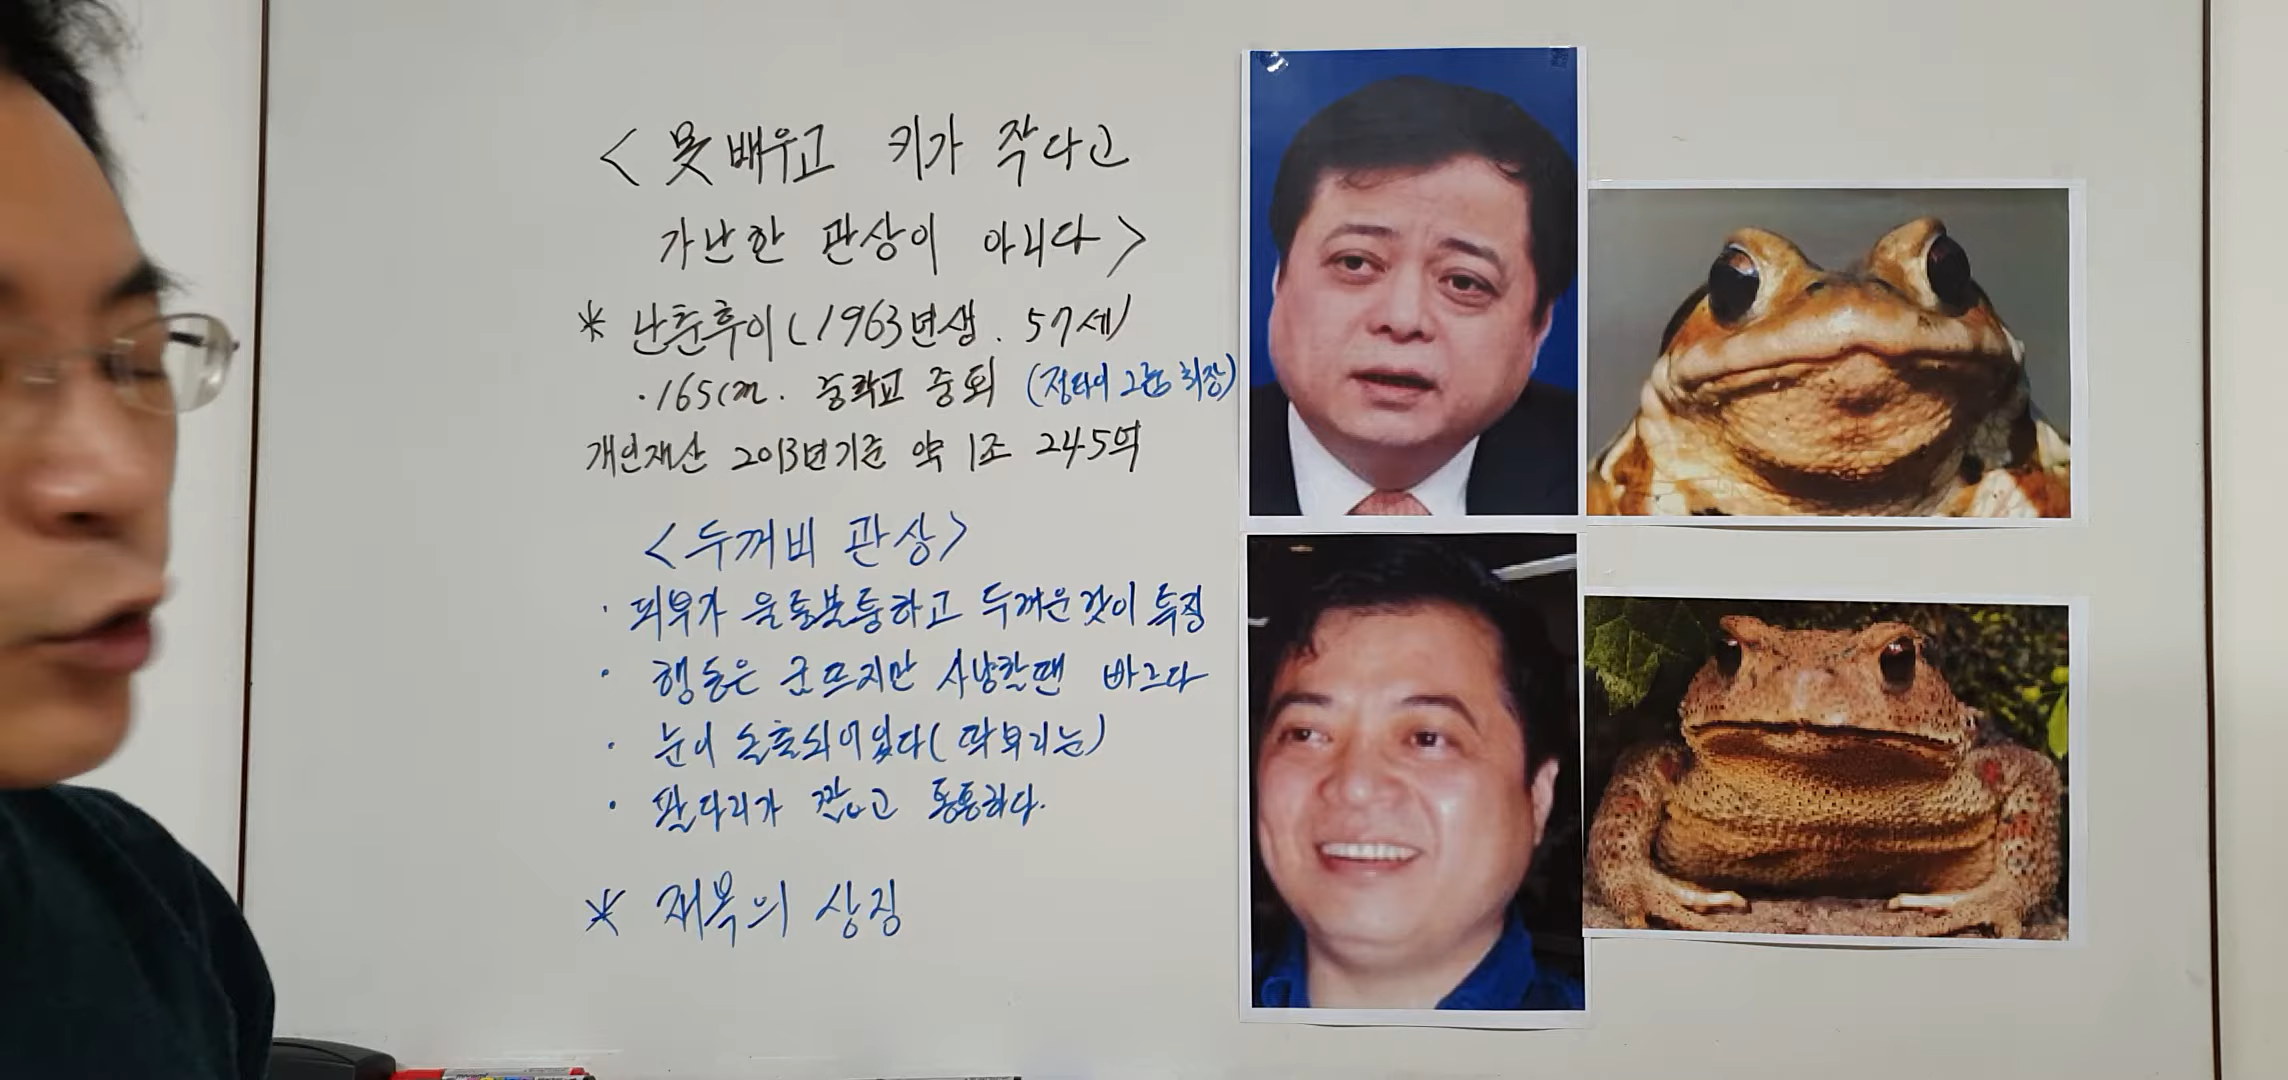 <못배우고 키가 작다고
가난한 관상이 아니다>
* 난춘후이(1963년생. 57세)
·165cm. 중학교 중퇴 (정타이 그룹 회장)
개인재산 2013년기준 약 1조 245억
<두꺼비 관상>
· 피부가 울퉁불퉁하고 두꺼운것이 특징
· 행동은 굼뜨지만 사냥할땐 빠르다
· 눈이 돌출되어있다(딱부리눈)
· 팔다리가 짧고 통통하다.
* 재복의 상징